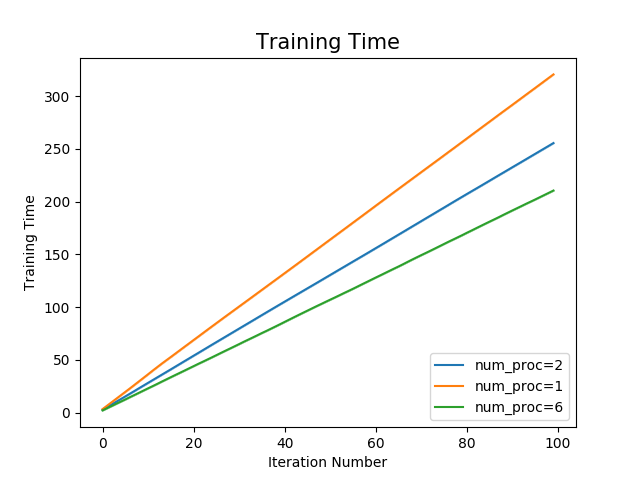 Training Time
Training Time
300
250
200
150
100
50
0
0 20 40 60 80 100
Iteration Number
num_proc=2
num_proc=1
num_proc=6